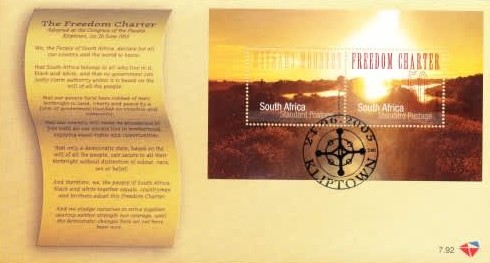 The Freedom Charter
Adopted at the Congress of the People
Kliptown, on 26 June 1955
We, the People of South Africa, declare for all
our country and the world to know:
that South Africa belongs to all who live in it,
black and white, and that no government can
justly claim authority unless it is based on the
will of all the people;
that our people have been robbed of their
birthright to land, liberty and peace by a
form of government founded on injustice and
inequality;
that our country will never be prosperous or
free until all our people live in brotherhood,
enjoying equal rights and opportunities;
that only a democratic state, based on the
will of all the people, can secure to all their
birthright without distinction of colour, race,
sex or belief;
And therefore, we, the people of South Africa,
black and white together equals, countrymen
and brothers adopt this Freedom Charter
And we pledge ourselves to strive together
sparing neither strength nor courage, until
the democratic changes here set out have
been won.
FREEDOM CHARTER
50
South Africa
Standard Postage
South Africa
Standard Postage
KLIPTOWN
7.92